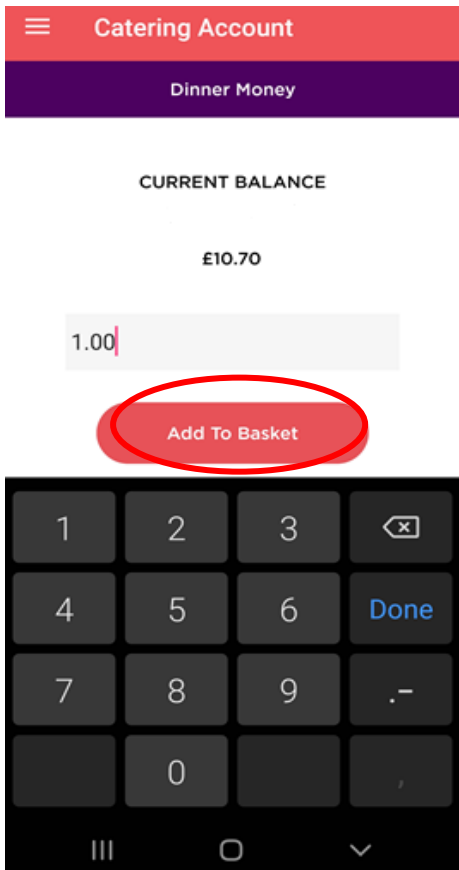 Catering Account
Dinner Money
CURRENT BALANCE
£10.70
1.00
Add To Basket
1 2 3
4 5 6 Done
7 8 9 .-
0 ,